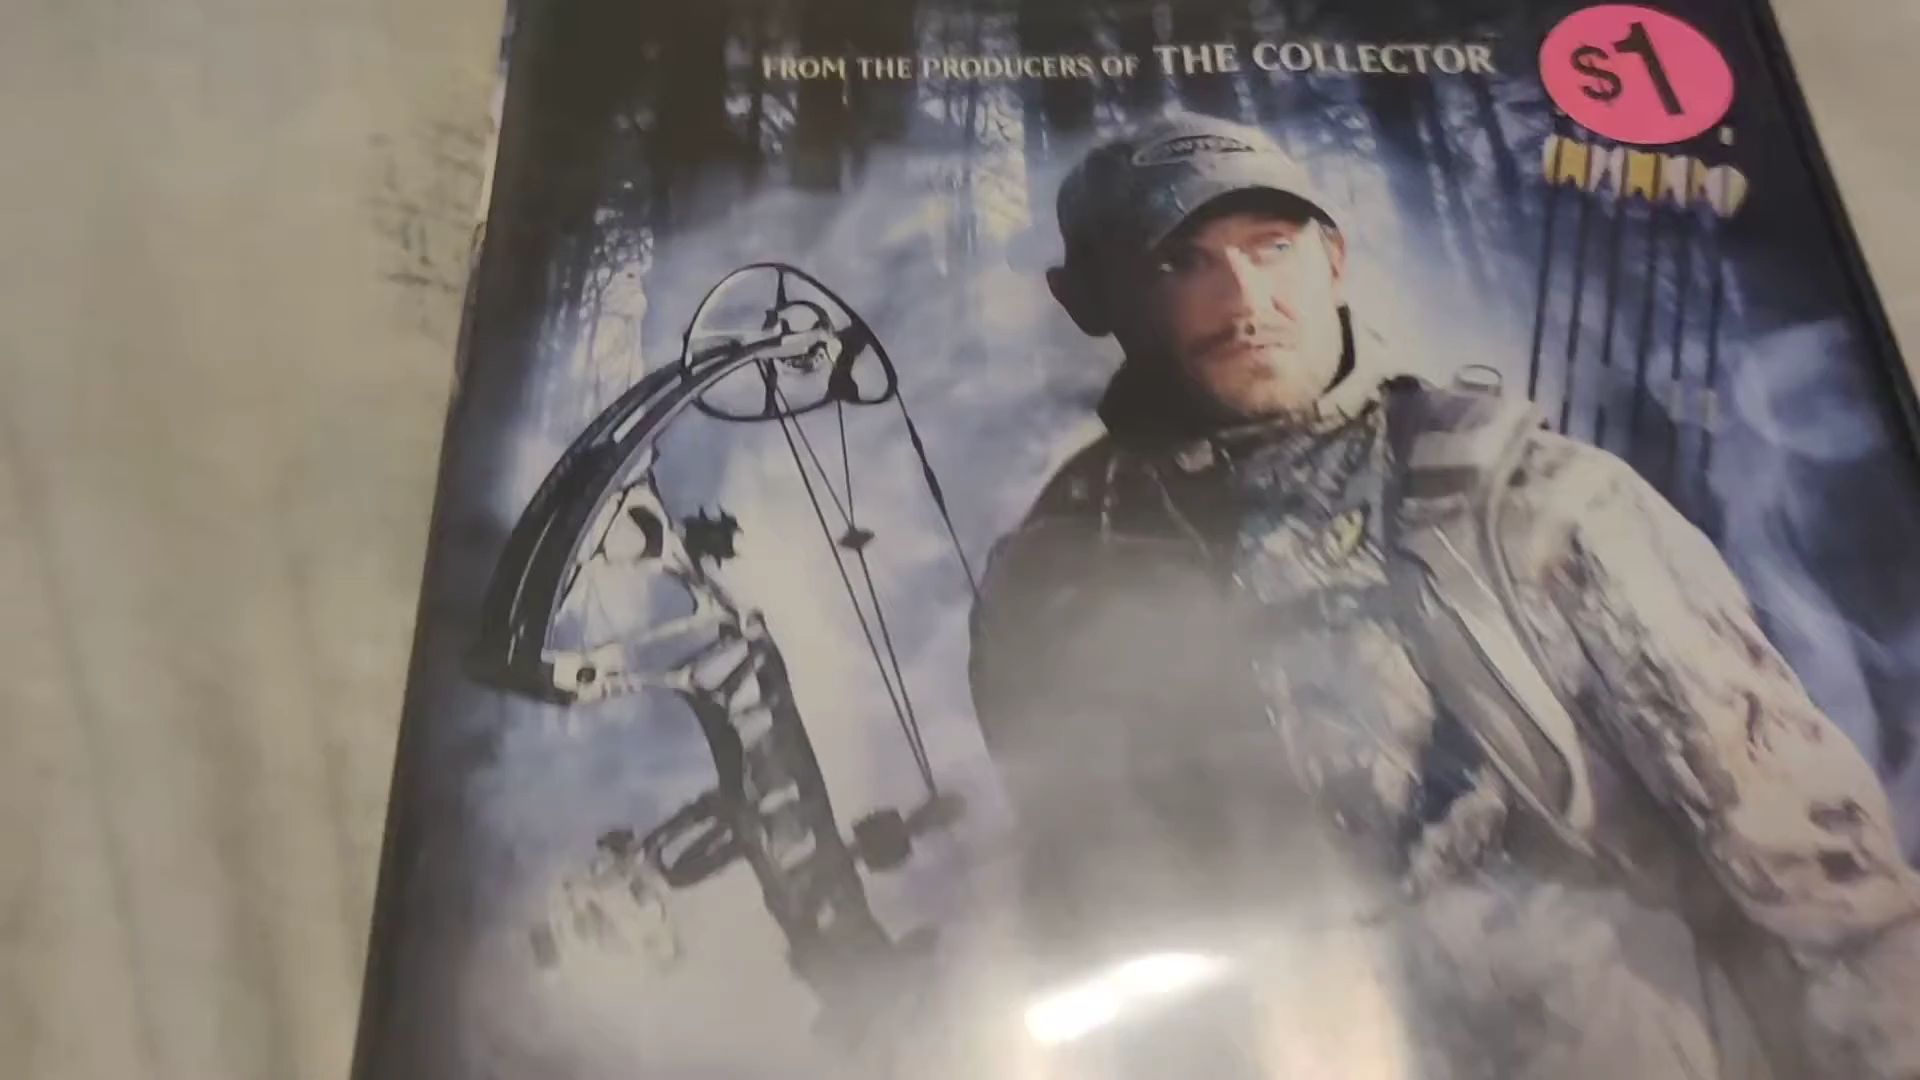 FROM THE PRODUCERS OF THE COLLECTOR
$1